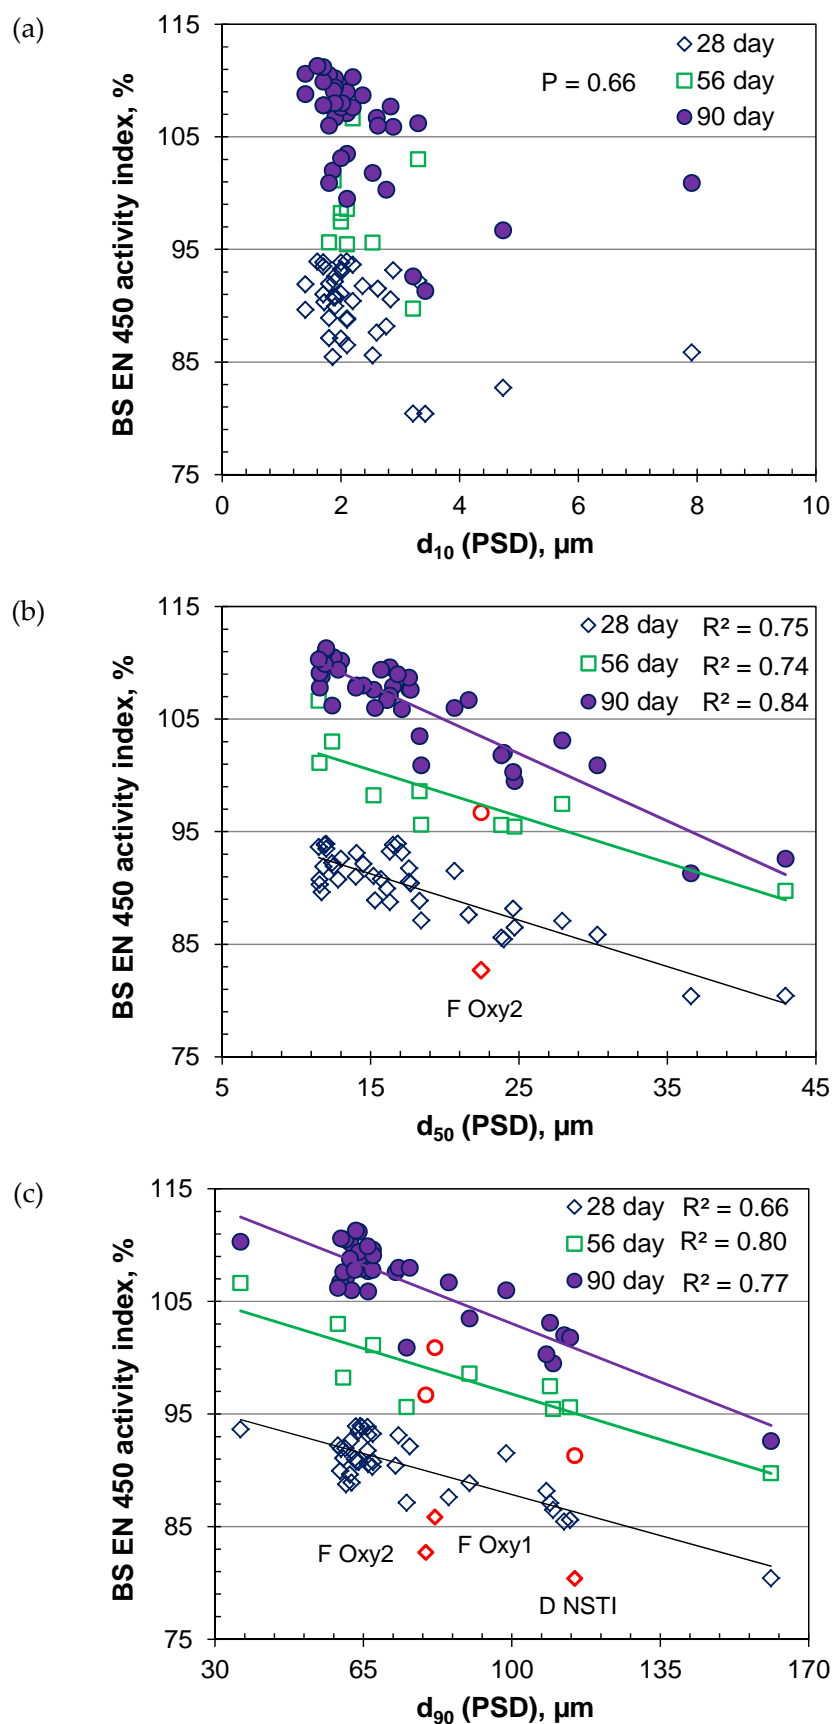 (a)
115
105
95
85
75
BS EN 450 activity index, %
28 day
P = 0.66
56 day
90 day
0 2 4 6 8 10
d10 (PSD), µm
(b)
115
105
95
85
75
BS EN 450 activity index, %
28 day R² = 0.75
56 day R² = 0.74
90 day R² = 0.84
F Oxy2
5 15 25 35 45
d50 (PSD), µm
(c)
115
105
95
85
75
BS EN 450 activity index, %
28 day R² = 0.66
56 day R² = 0.80
90 day R² = 0.77
F Oxy2
F Oxy1
D NSTI
30 65 100 135 170
d90 (PSD), µm